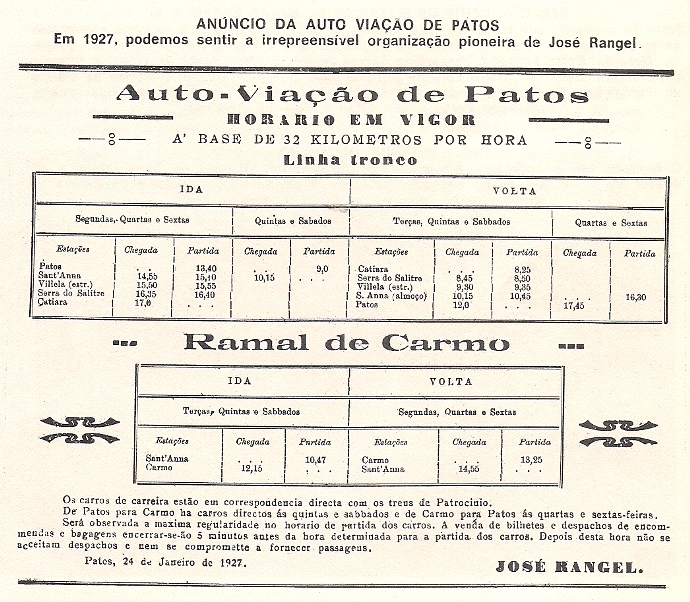 ANÚNCIO DA AUTO VIAÇÃO DE PATOS
Em 1927, podemos sentir a irrepreensível organização pioneira de José Rangel.
Auto-Viação de Patos
HORARIO EM VIGOR
A' BASE DE 32 KILOMETROS POR HORA
Linha tronco
IDA VOLTA
Segundas, Quartas e Sextas Quintas e Sabados Terças, Quintas e Sabbados Quartas e Sextas
Estações Chegada Partida Chegada Partida Estações Chegada Partida Chegada Partida
Patos . . . 13,40 . . . 9,0 Catiara . . . 8,25
Sant'Anna 14,55 15,10 10,15 . . . Serra do Salitre 8,45 8,50
Villela (estr.) 15,50 15,55 Villela (estr.) 9,30 9,35
Serra do Salitre 16,35 16,40 S. Anna (almoço) 10,15 10,45 . . . 16,30
Catiara 17,0 . . . Patos 12,0 . . . 17,45
Ramal de Carmo
IDA VOLTA
Terças, Quintas e Sabbados Segundas, Quartas e Sextas
Estações Chegada Partida Estações Chegada Partida
Sant'Anna . . . 10,47 Carmo . . . 13,25
Carmo 12,15 . . . Sant'Anna 14,55 . . .
Os carros de carreira estão em correspondencia directa com os trens de Patrocinio.
De Patos para Carmo ha carros directos ás quintas e sabbados e de Carmo para Patos ás quartas e sextas-feiras.
Será observada a maxima regularidade no horario de partida dos carros. A venda de bilhetes e despachos de encom-
mendas e bagagens encerrar-se-ão 5 minutos antes da hora determinada para a partida dos carros. Depois desta hora não se
acceitam despachos e nem se compromette a fornecer passagens.
Patos, 24 de Janeiro de 1927. JOSÉ RANGEL.